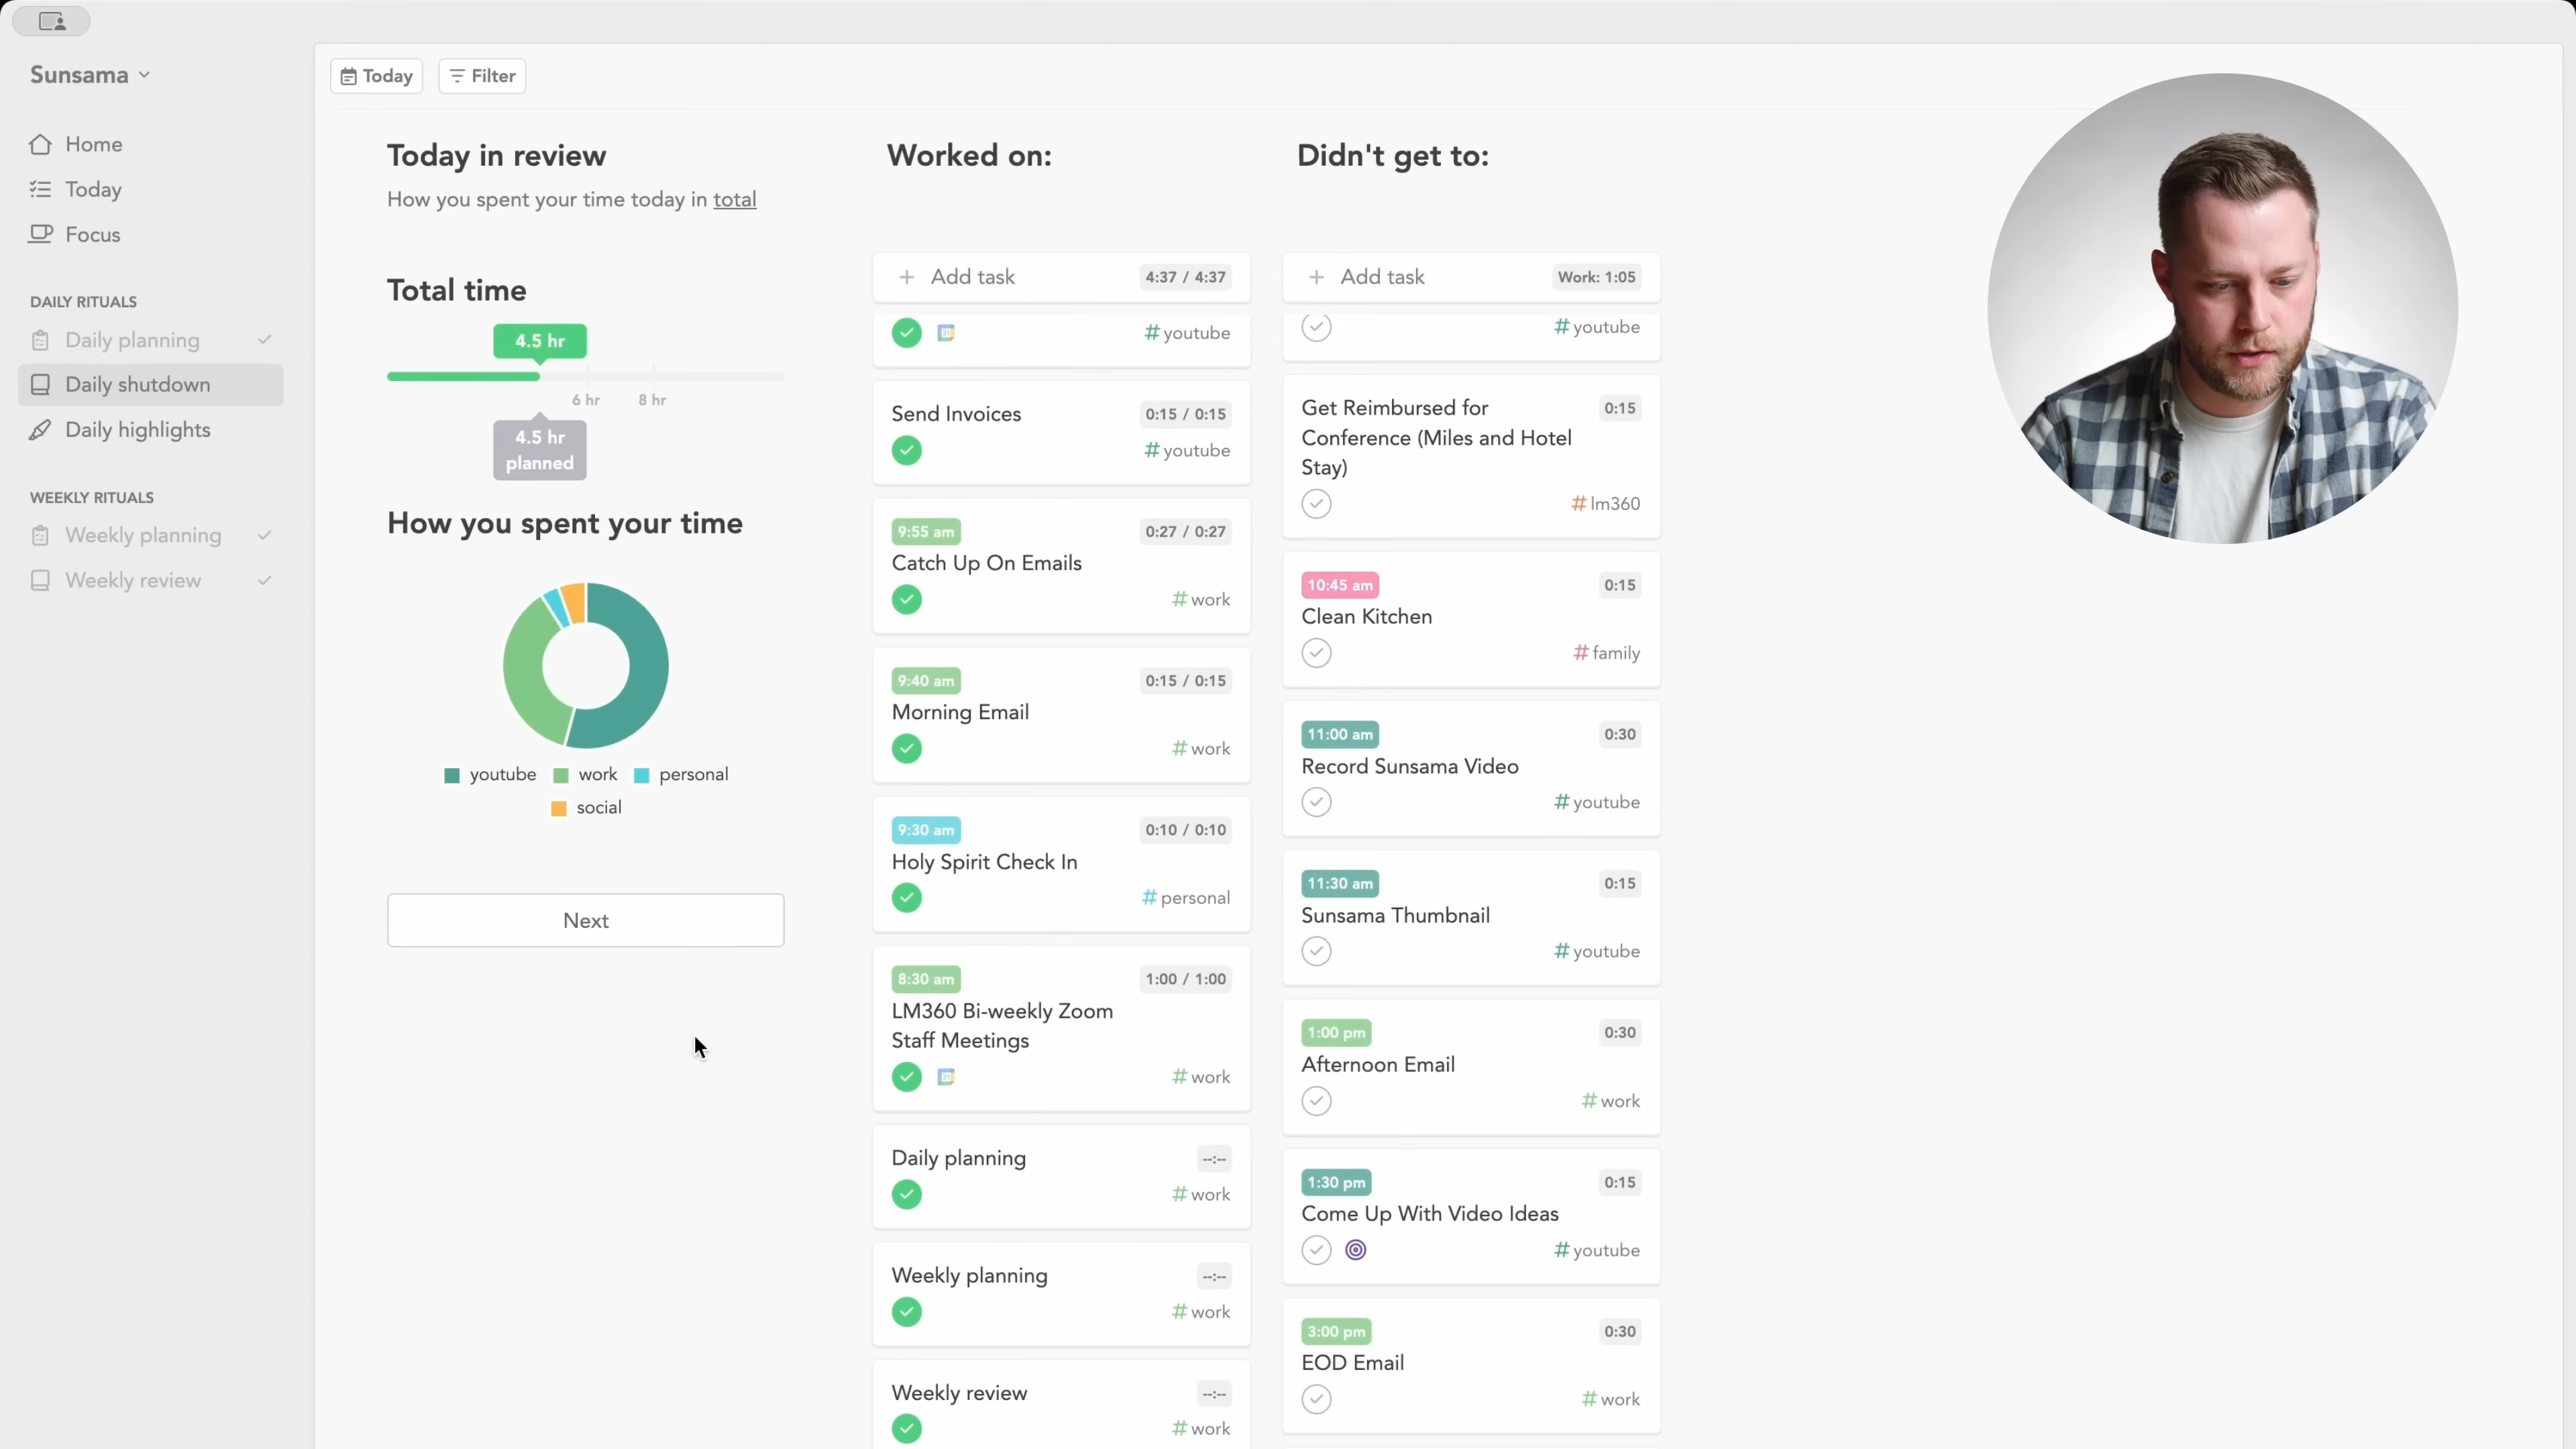 Sunsama
Home
Today
Focus
DAILY RITUALS
Daily planning
Daily shutdown
Daily highlights
WEEKLY RITUALS
Weekly planning
Weekly review
Today
Filter
Today in review
How you spent your time today in total
Total time
4.5 hr
6 hr 8 hr
4.5 hr
planned
How you spent your time
youtube work personal
social
Next
Worked on:
+ Add task 4:37 / 4:37
# youtube
Send Invoices 0:15 / 0:15
# youtube
9:55 am 0:27 / 0:27
Catch Up On Emails
# work
9:40 am 0:15 / 0:15
Morning Email
# work
9:30 am 0:10 / 0:10
Holy Spirit Check In
# personal
8:30 am 1:00 / 1:00
LM360 Bi-weekly Zoom
Staff Meetings
# work
Daily planning --:--
# work
Weekly planning --:--
# work
Weekly review --:--
# work
Didn't get to:
+ Add task Work: 1:05
# youtube
Get Reimbursed for 0:15
Conference (Miles and Hotel
Stay)
# lm360
10:45 am 0:15
Clean Kitchen
# family
11:00 am 0:30
Record Sunsama Video
# youtube
11:30 am 0:15
Sunsama Thumbnail
# youtube
1:00 pm 0:30
Afternoon Email
# work
1:30 pm 0:15
Come Up With Video Ideas
# youtube
3:00 pm 0:30
EOD Email
# work